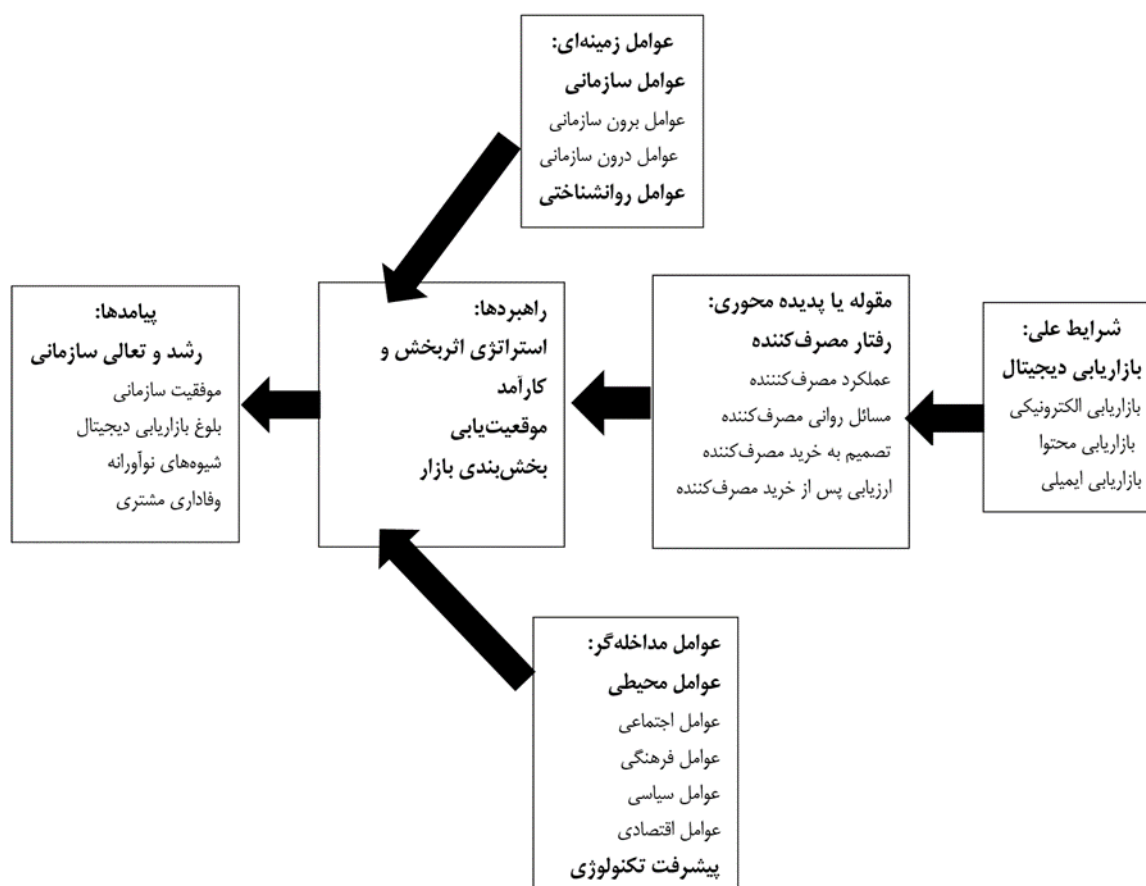 عوامل زمینه‌ای:
عوامل سازمانی
عوامل برون سازمانی
عوامل درون سازمانی
عوامل روانشناختی
شرایط علی:
بازاریابی دیجیتال
بازاریابی الکترونیکی
بازاریابی محتوا
بازاریابی ایمیلی
مقوله یا پدیده محوری:
رفتار مصرف‌کننده
عملکرد مصرف‌کنننده
مسائل روانی مصرف‌کننده
تصمیم به خرید مصرف‌کننده
ارزیابی پس از خرید مصرف‌کننده
راهبردها:
استراتژی اثربخش و
کارآمد
موقعیت‌یابی
بخش‌بندی بازار
پیامدها:
رشد و تعالی سازمانی
موفقیت سازمانی
بلوغ بازاریابی دیجیتال
شیوه‌های نوآورانه
وفاداری مشتری
عوامل مداخله‌گر:
عوامل محیطی
عوامل اجتماعی
عوامل فرهنگی
عوامل سیاسی
عوامل اقتصادی
پیشرفت تکنولوژی